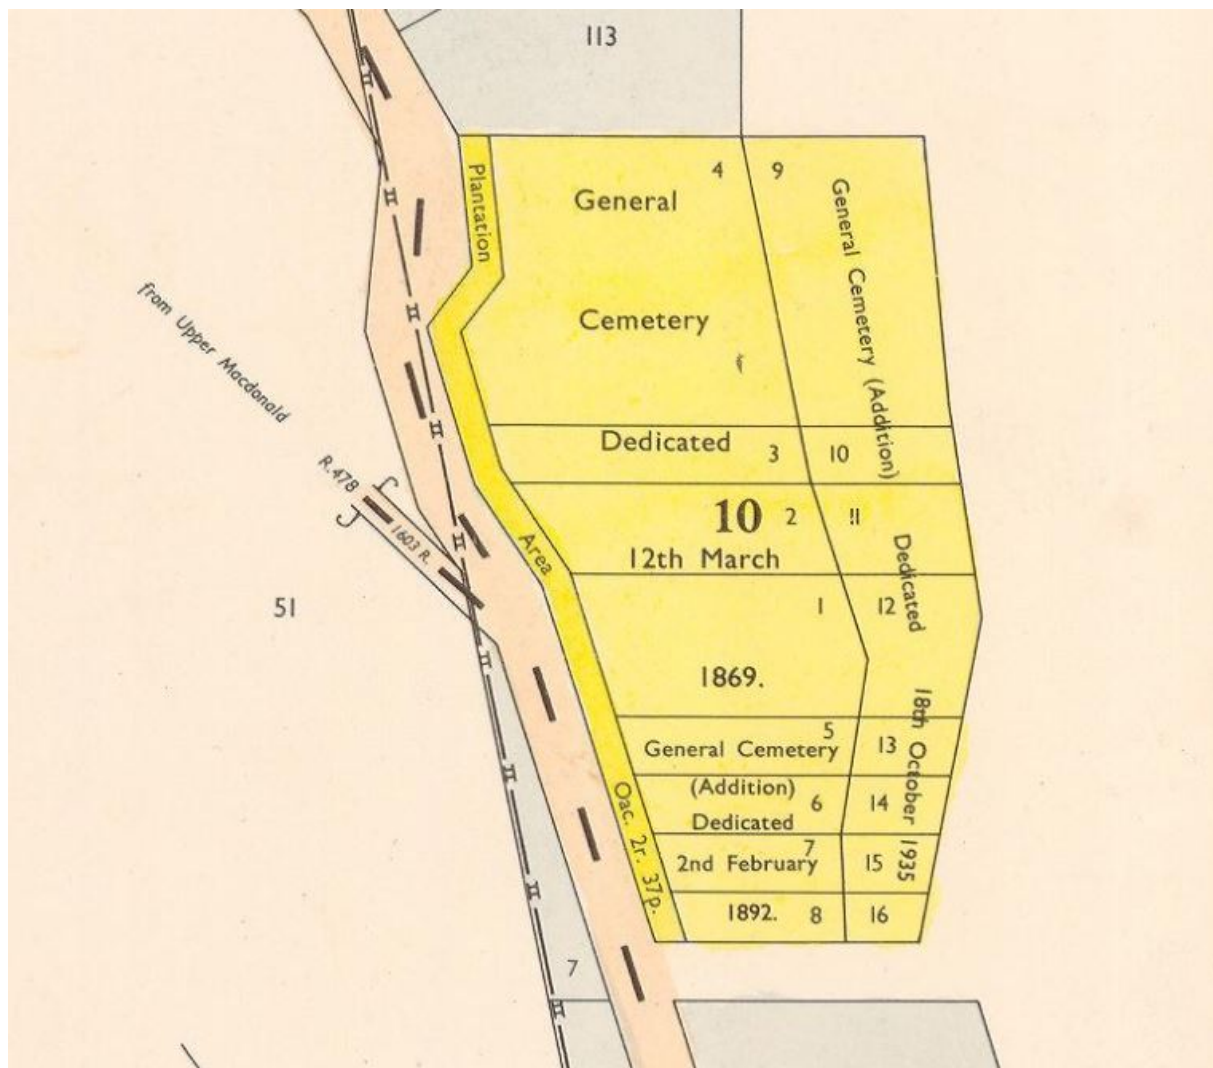 113
Plantation
4
9
General
General Cemetery (Addition)
Cemetery
from Upper Macdonald
Dedicated
3
10
R.478
10
2
11
1603 R.
12th March
Area
Dedicated
51
1
12
1869.
18th October 1935
5
General Cemetery
13
(Addition)
6
14
Dedicated
Oac. 2r. 37p.
7
2nd February
15
1892.
8
16
7